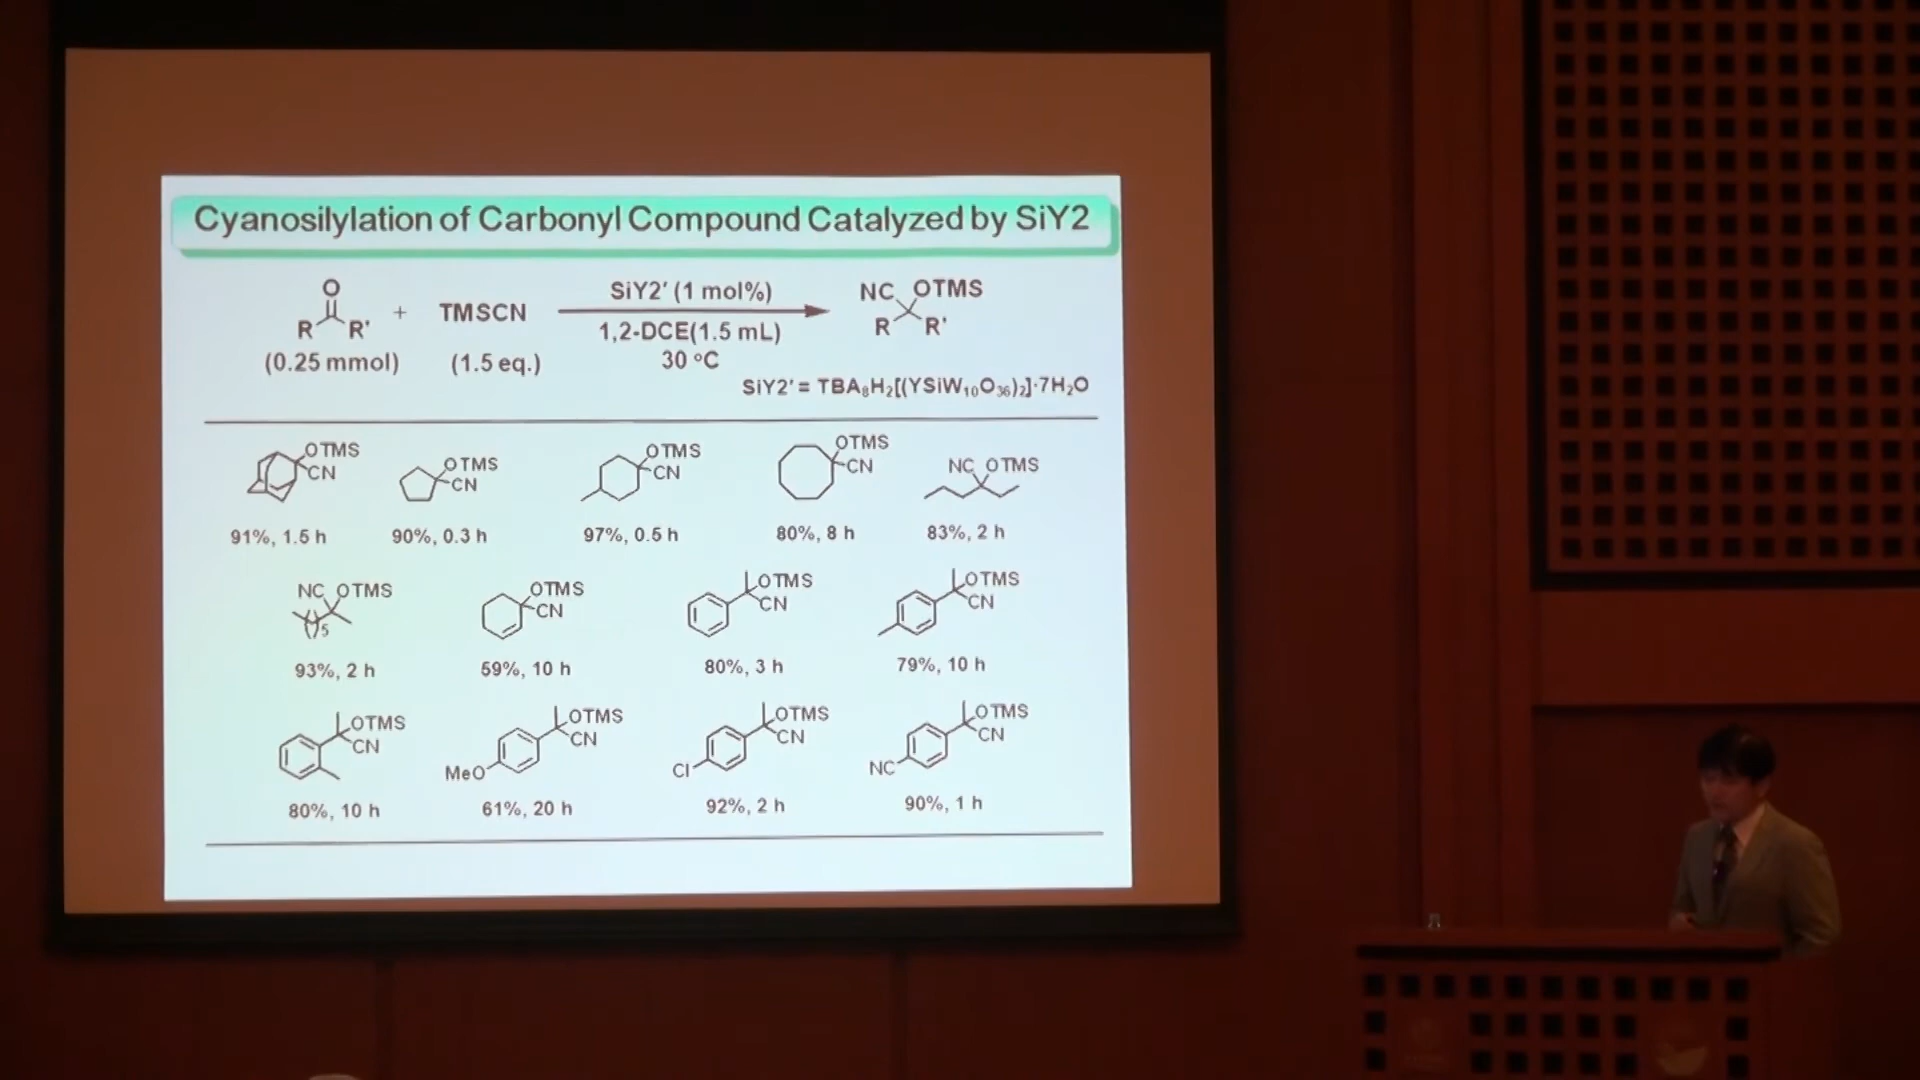 Cyanosilylation of Carbonyl Compound Catalyzed by SiY2
O
R R'
(0.25 mmol)
+
TMSCN
(1.5 eq.)
SiY2' (1 mol%)
1,2-DCE(1.5 mL)
30 °C
NC OTMS
R R'
SiY2' = TBA₈H₂[(YSiW₁₀O₃₆)₂]·7H₂O
OTMS
CN
91%, 1.5 h
OTMS
CN
90%, 0.3 h
OTMS
CN
97%, 0.5 h
OTMS
CN
80%, 8 h
NC OTMS
83%, 2 h
NC OTMS
( )5
93%, 2 h
OTMS
CN
59%, 10 h
OTMS
CN
80%, 3 h
OTMS
CN
79%, 10 h
OTMS
CN
80%, 10 h
OTMS
CN
MeO
61%, 20 h
OTMS
CN
Cl
92%, 2 h
OTMS
CN
NC
90%, 1 h